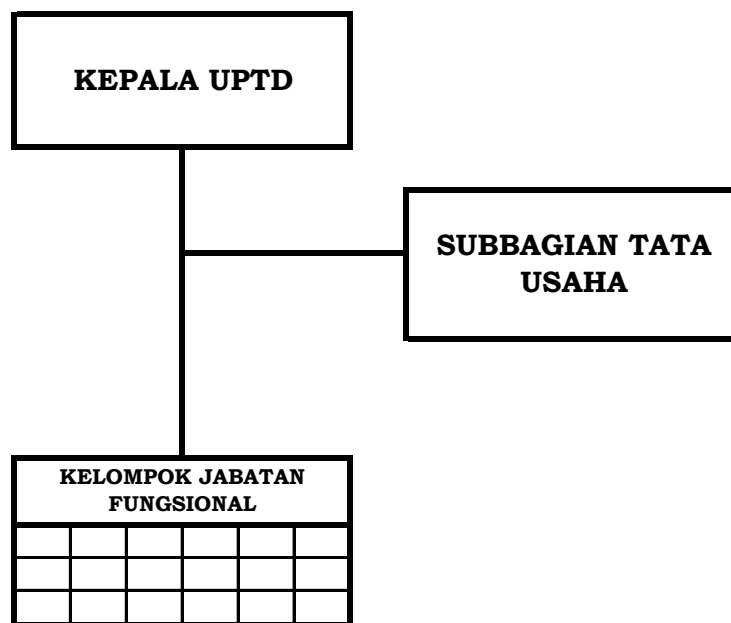 KEPALA UPTD
SUBBAGIAN TATA
USAHA
KELOMPOK JABATAN
FUNGSIONAL